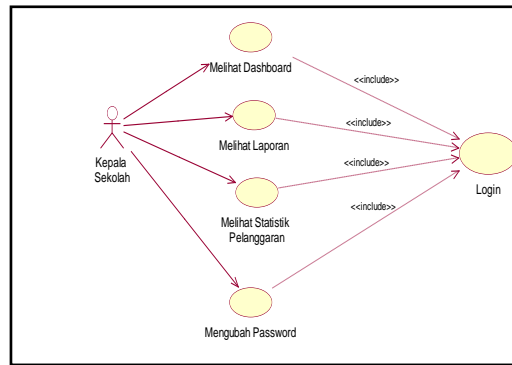 Melihat Dashboard
<<include>>
Melihat Laporan
<<include>>
Kepala
Sekolah
<<include>>
Login
Melihat Statistik
Pelanggaran
<<include>>
Mengubah Password